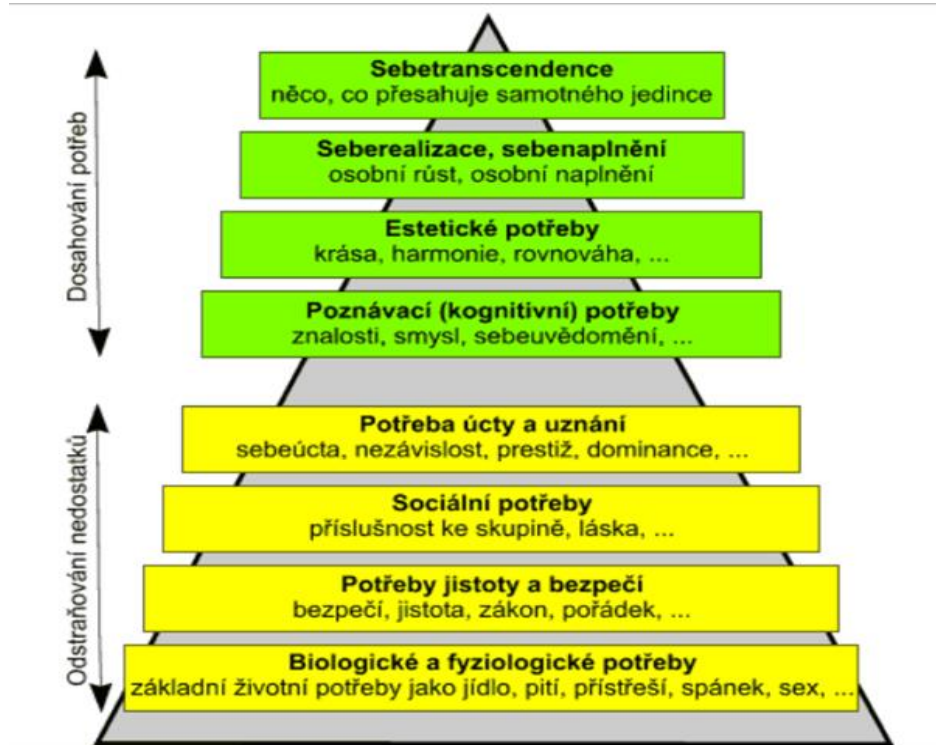 Sebetranscendence
něco, co přesahuje samotného jedince
Seberealizace, sebenaplnění
osobní růst, osobní naplnění
Estetické potřeby
krása, harmonie, rovnováha, ...
Poznávací (kognitivní) potřeby
znalosti, smysl, sebeuvědomění, ...
Dosahování potřeb
Potřeba úcty a uznání
sebeúcta, nezávislost, prestiž, dominance, ...
Sociální potřeby
příslušnost ke skupině, láska, ...
Potřeby jistoty a bezpečí
bezpečí, jistota, zákon, pořádek, ...
Biologické a fyziologické potřeby
základní životní potřeby jako jídlo, pití, přístřeší, spánek, sex, ...
Odstraňování nedostatků